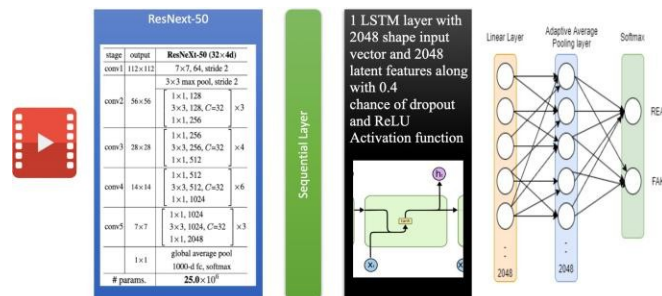 ResNext-50
stage output ResNeXt-50 (32×4d)
conv1 112×112 7×7, 64, stride 2
3×3 max pool, stride 2
conv2 56×56
1×1, 128
3×3, 128, C=32 ×3
1×1, 256
conv3 28×28
1×1, 256
3×3, 256, C=32 ×4
1×1, 512
conv4 14×14
1×1, 512
3×3, 512, C=32 ×6
1×1, 1024
conv5 7×7
1×1, 1024
3×3, 1024, C=32 ×3
1×1, 2048
1×1
global average pool
1000-d fc, softmax
# params. 25.0×10⁶
Sequential Layer
1 LSTM layer with
2048 shape input
vector and 2048
latent features along
with 0.4
chance of dropout
and ReLU
Activation function
hₜ
tanh
Xₜ
Linear Layer
Adaptive Average
Pooling layer
Softmax
REA
FAK
2048
2048